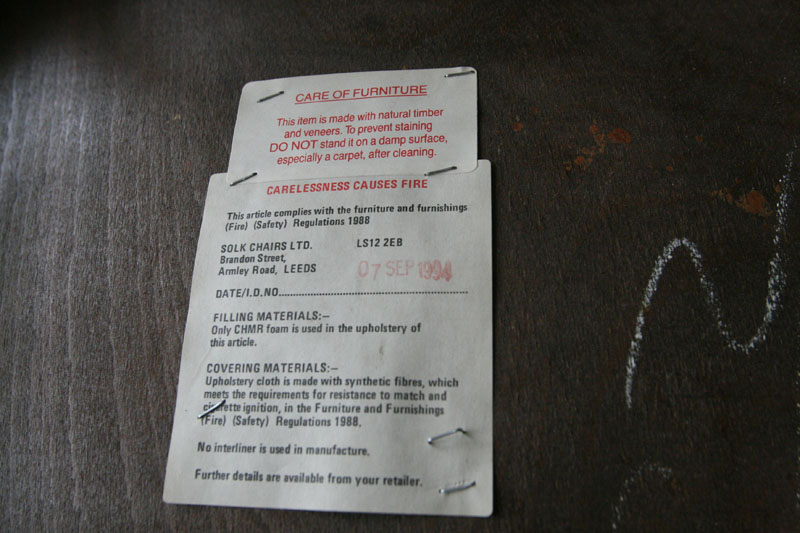 CARE OF FURNITURE
This item is made with natural timber
and veneers. To prevent staining
DO NOT stand it on a damp surface,
especially a carpet, after cleaning.
CARELESSNESS CAUSES FIRE
This article complies with the furniture and furnishings
(Fire) (Safety) Regulations 1988
SOLK CHAIRS LTD. LS12 2EB
Brandon Street,
Armley Road, LEEDS 07 SEP 1994
DATE/I.D.NO.......................................................
FILLING MATERIALS:—
Only CHMR foam is used in the upholstery of
this article.
COVERING MATERIALS:—
Upholstery cloth is made with synthetic fibres, which
meets the requirements for resistance to match and
cigarette ignition, in the Furniture and Furnishings
(Fire) (Safety) Regulations 1988.
No interliner is used in manufacture.
Further details are available from your retailer.